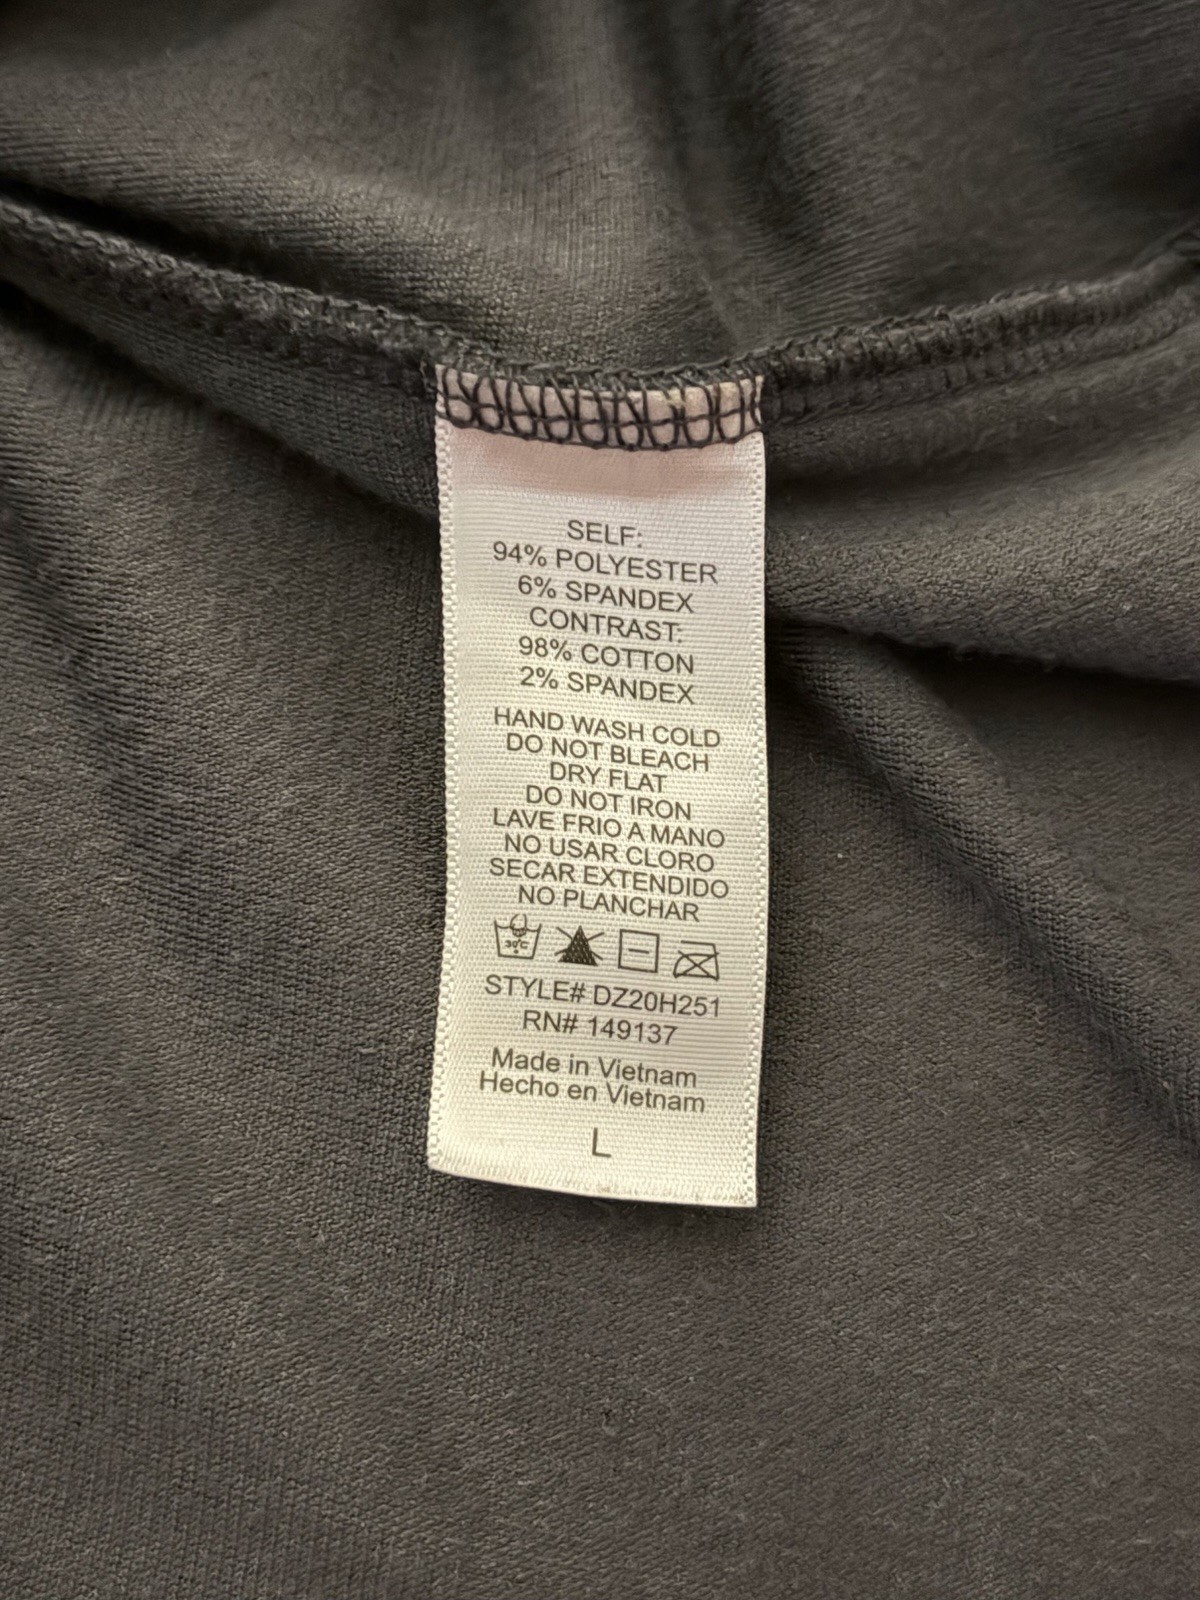 SELF:
94% POLYESTER
6% SPANDEX
CONTRAST:
98% COTTON
2% SPANDEX
HAND WASH COLD
DO NOT BLEACH
DRY FLAT
DO NOT IRON
LAVE FRIO A MANO
NO USAR CLORO
SECAR EXTENDIDO
NO PLANCHAR
30°C
STYLE# DZ20H251
RN# 149137
Made in Vietnam
Hecho en Vietnam
L